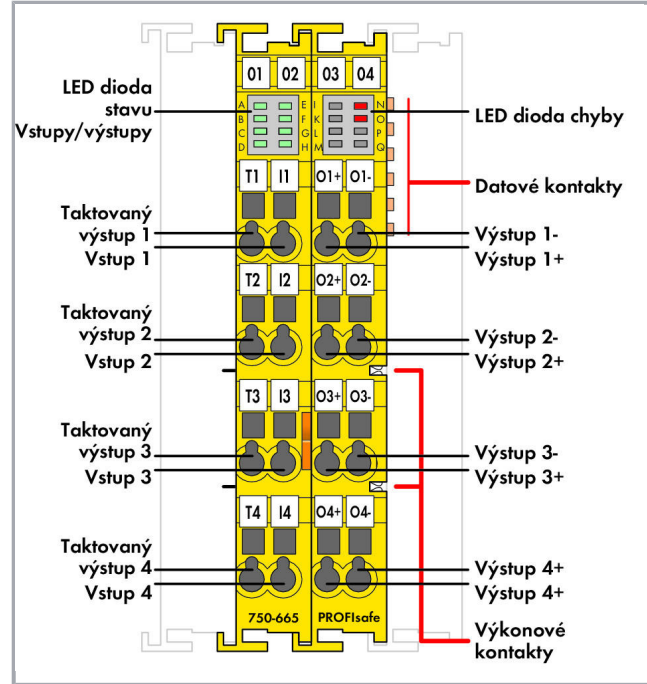 01 02 03 04
LED dioda
stavu
Vstupy/výstupy
A E I N
B F K O
C G L P
D H M Q
LED dioda chyby
Datové kontakty
T1 I1 O1+ O1-
Taktovaný
výstup 1
Vstup 1
Výstup 1-
Výstup 1+
T2 I2 O2+ O2-
Taktovaný
výstup 2
Vstup 2
Výstup 2-
Výstup 2+
T3 I3 O3+ O3-
Taktovaný
výstup 3
Vstup 3
Výstup 3-
Výstup 3+
T4 I4 O4+ O4-
Taktovaný
výstup 4
Vstup 4
Výstup 4+
Výstup 4+
750-665 PROFIsafe
Výkonové
kontakty